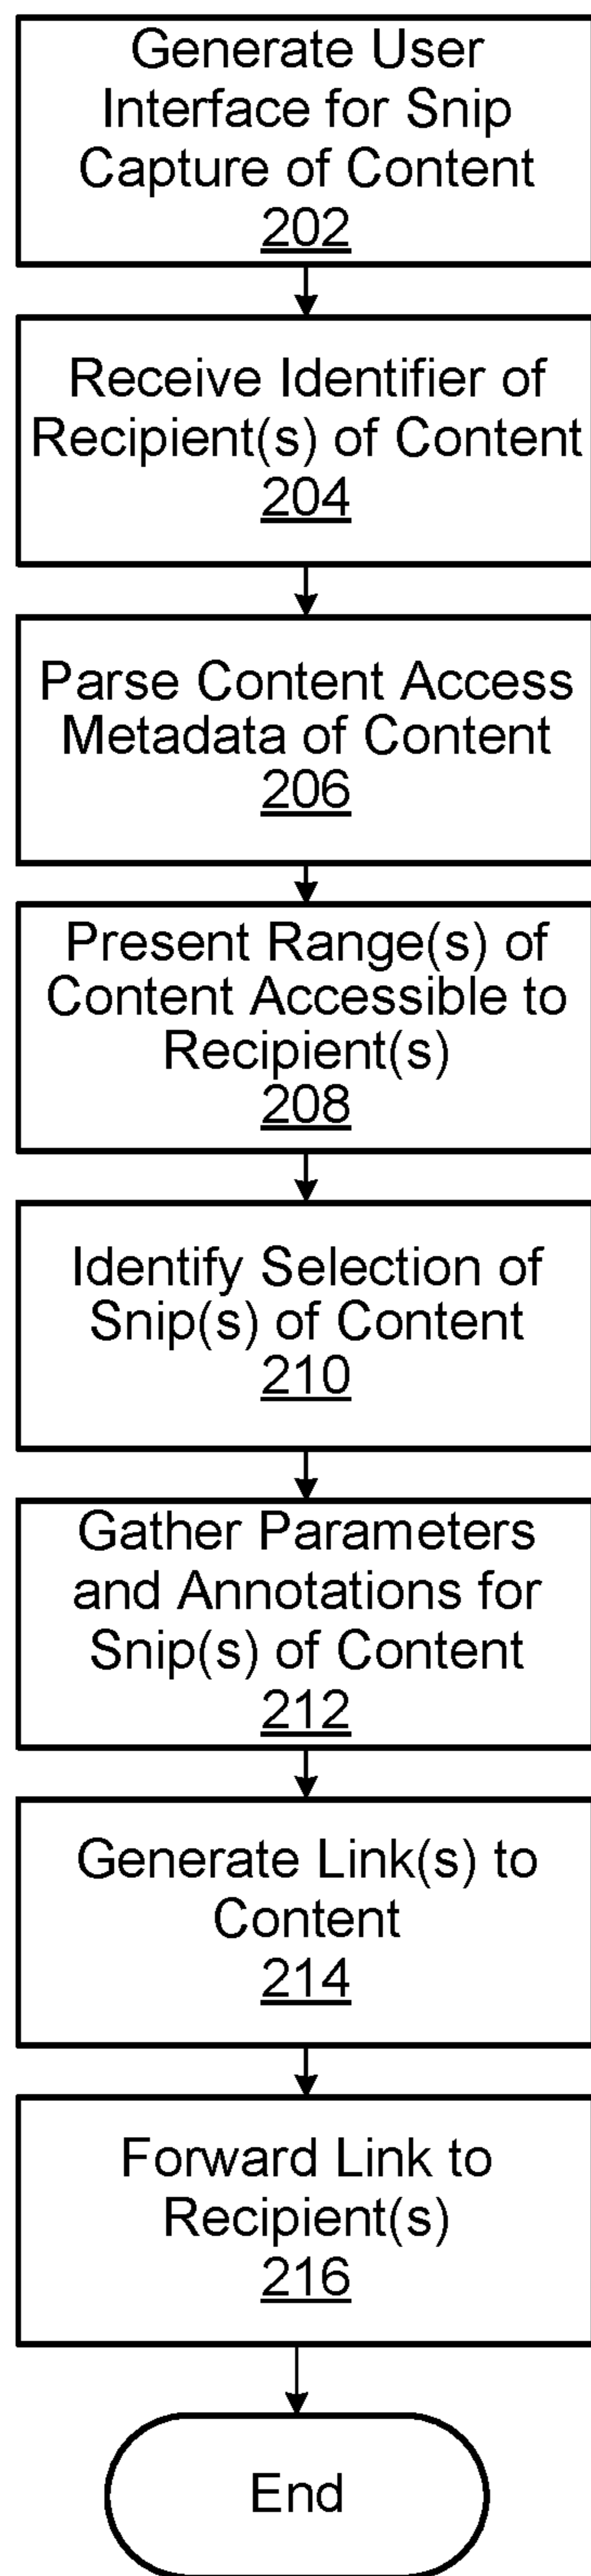 Generate User
Interface for Snip
Capture of Content
202
Receive Identifier of
Recipient(s) of Content
204
Parse Content Access
Metadata of Content
206
Present Range(s) of
Content Accessible to
Recipient(s)
208
Identify Selection of
Snip(s) of Content
210
Gather Parameters
and Annotations for
Snip(s) of Content
212
Generate Link(s) to
Content
214
Forward Link to
Recipient(s)
216
End